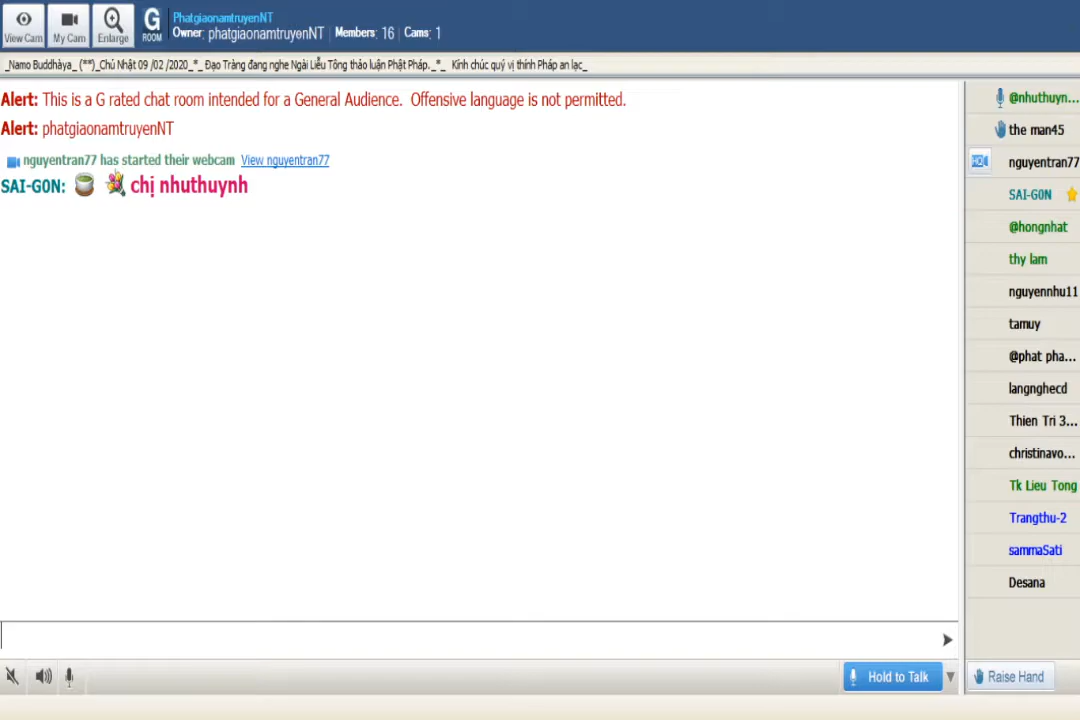 View Cam
My Cam
Enlarge
G
ROOM
PhatgiaonamtruyenNT
Owner: phatgiaonamtruyenNT Members: 16 Cams: 1
_Namo Buddhàya_ (**)_Chủ Nhật 09 /02 /2020_*_ Đạo Tràng đang nghe Ngài Liễu Tông thảo luận Phật Pháp._*_ Kính chúc quý vị thính Pháp an lạc_
Alert: This is a G rated chat room intended for a General Audience. Offensive language is not permitted.
Alert: phatgiaonamtruyenNT
nguyentran77 has started their webcam View nguyentran77
SAI-G0N: chị nhuthuynh
@nhuthuyn...
the man45
nguyentran77
SAI-G0N
@hongnhat
thy lam
nguyennhu11
tamuy
@phat pha...
langnghecd
Thien Tri 3...
christinavo...
Tk Lieu Tong
Trangthu-2
sammaSati
Desana
Hold to Talk
Raise Hand